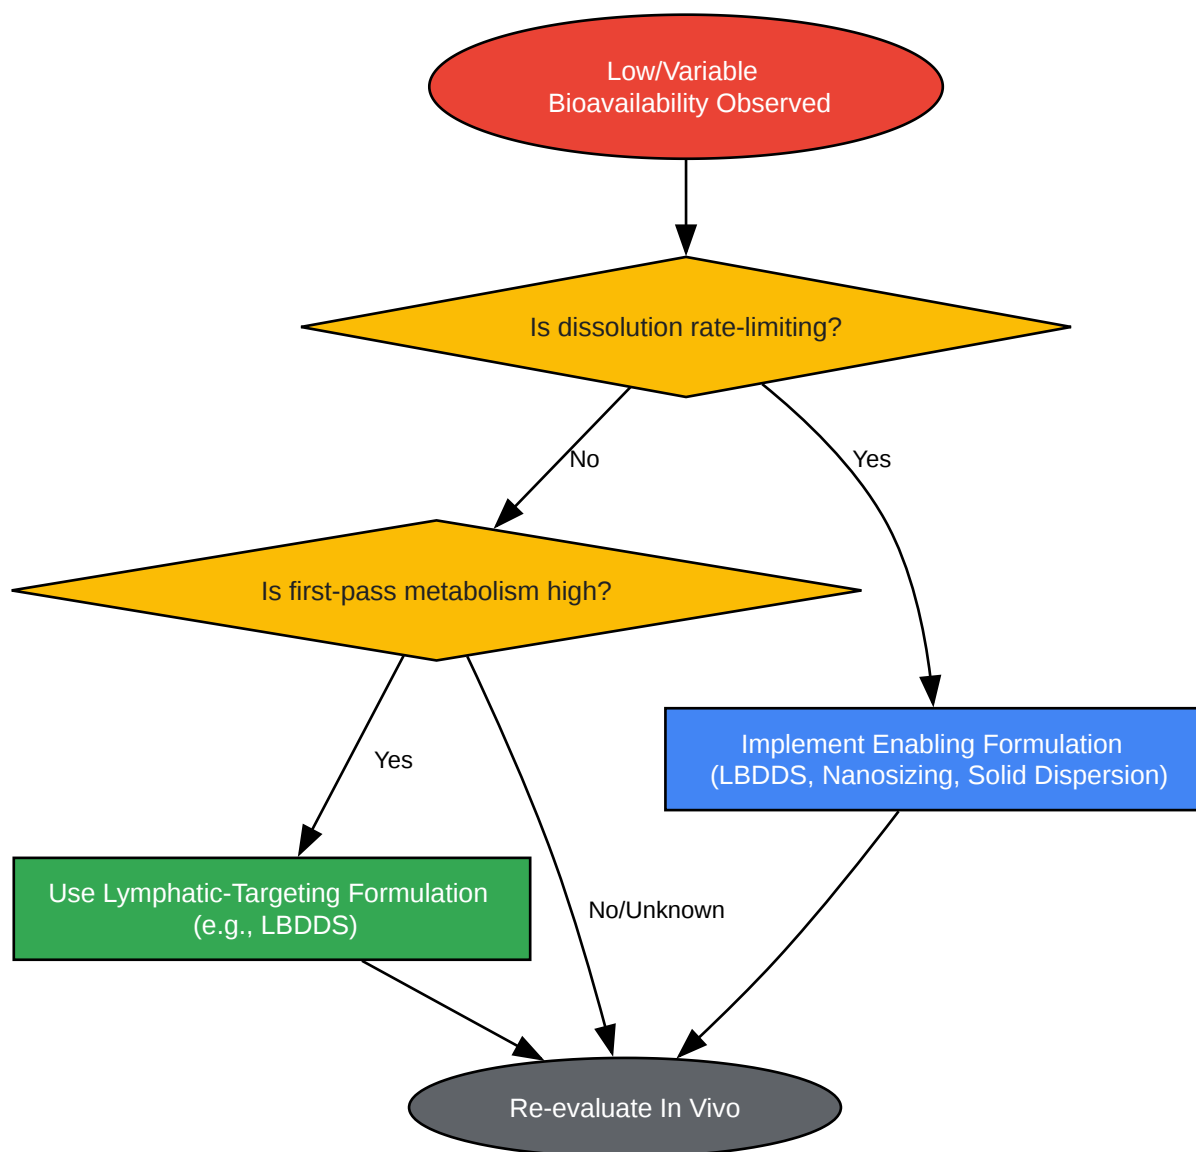 Low/Variable
Bioavailability Observed
Is dissolution rate-limiting?
No
Yes
Is first-pass metabolism high?
Implement Enabling Formulation
(LBDDS, Nanosizing, Solid Dispersion)
Yes
Use Lymphatic-Targeting Formulation
(e.g., LBDDS)
No/Unknown
Re-evaluate In Vivo